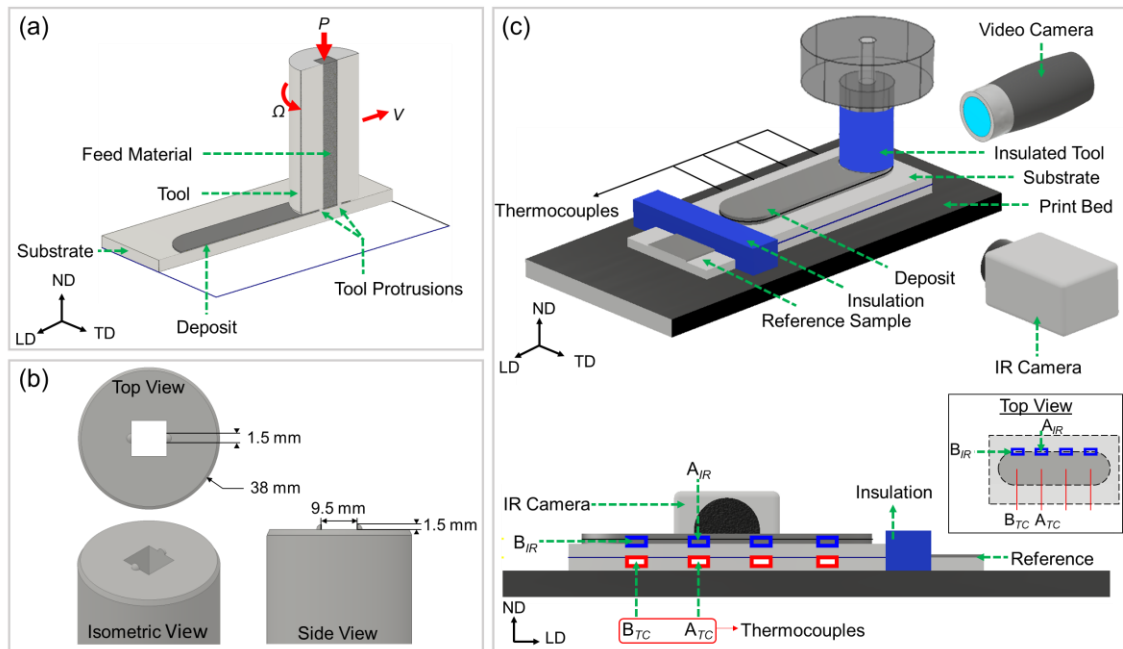 (a)
P
Ω
V
Feed Material
Tool
Substrate
Tool Protrusions
Deposit
ND
LD
TD
(b)
Top View
1.5 mm
38 mm
9.5 mm
1.5 mm
Isometric View
Side View
(c)
Video Camera
Insulated Tool
Substrate
Print Bed
Thermocouples
Deposit
Insulation
Reference Sample
ND
LD
TD
IR Camera
Top View
A_IR
B_IR
B_TC A_TC
A_IR
IR Camera
Insulation
B_IR
Reference
ND
LD
B_TC A_TC
Thermocouples